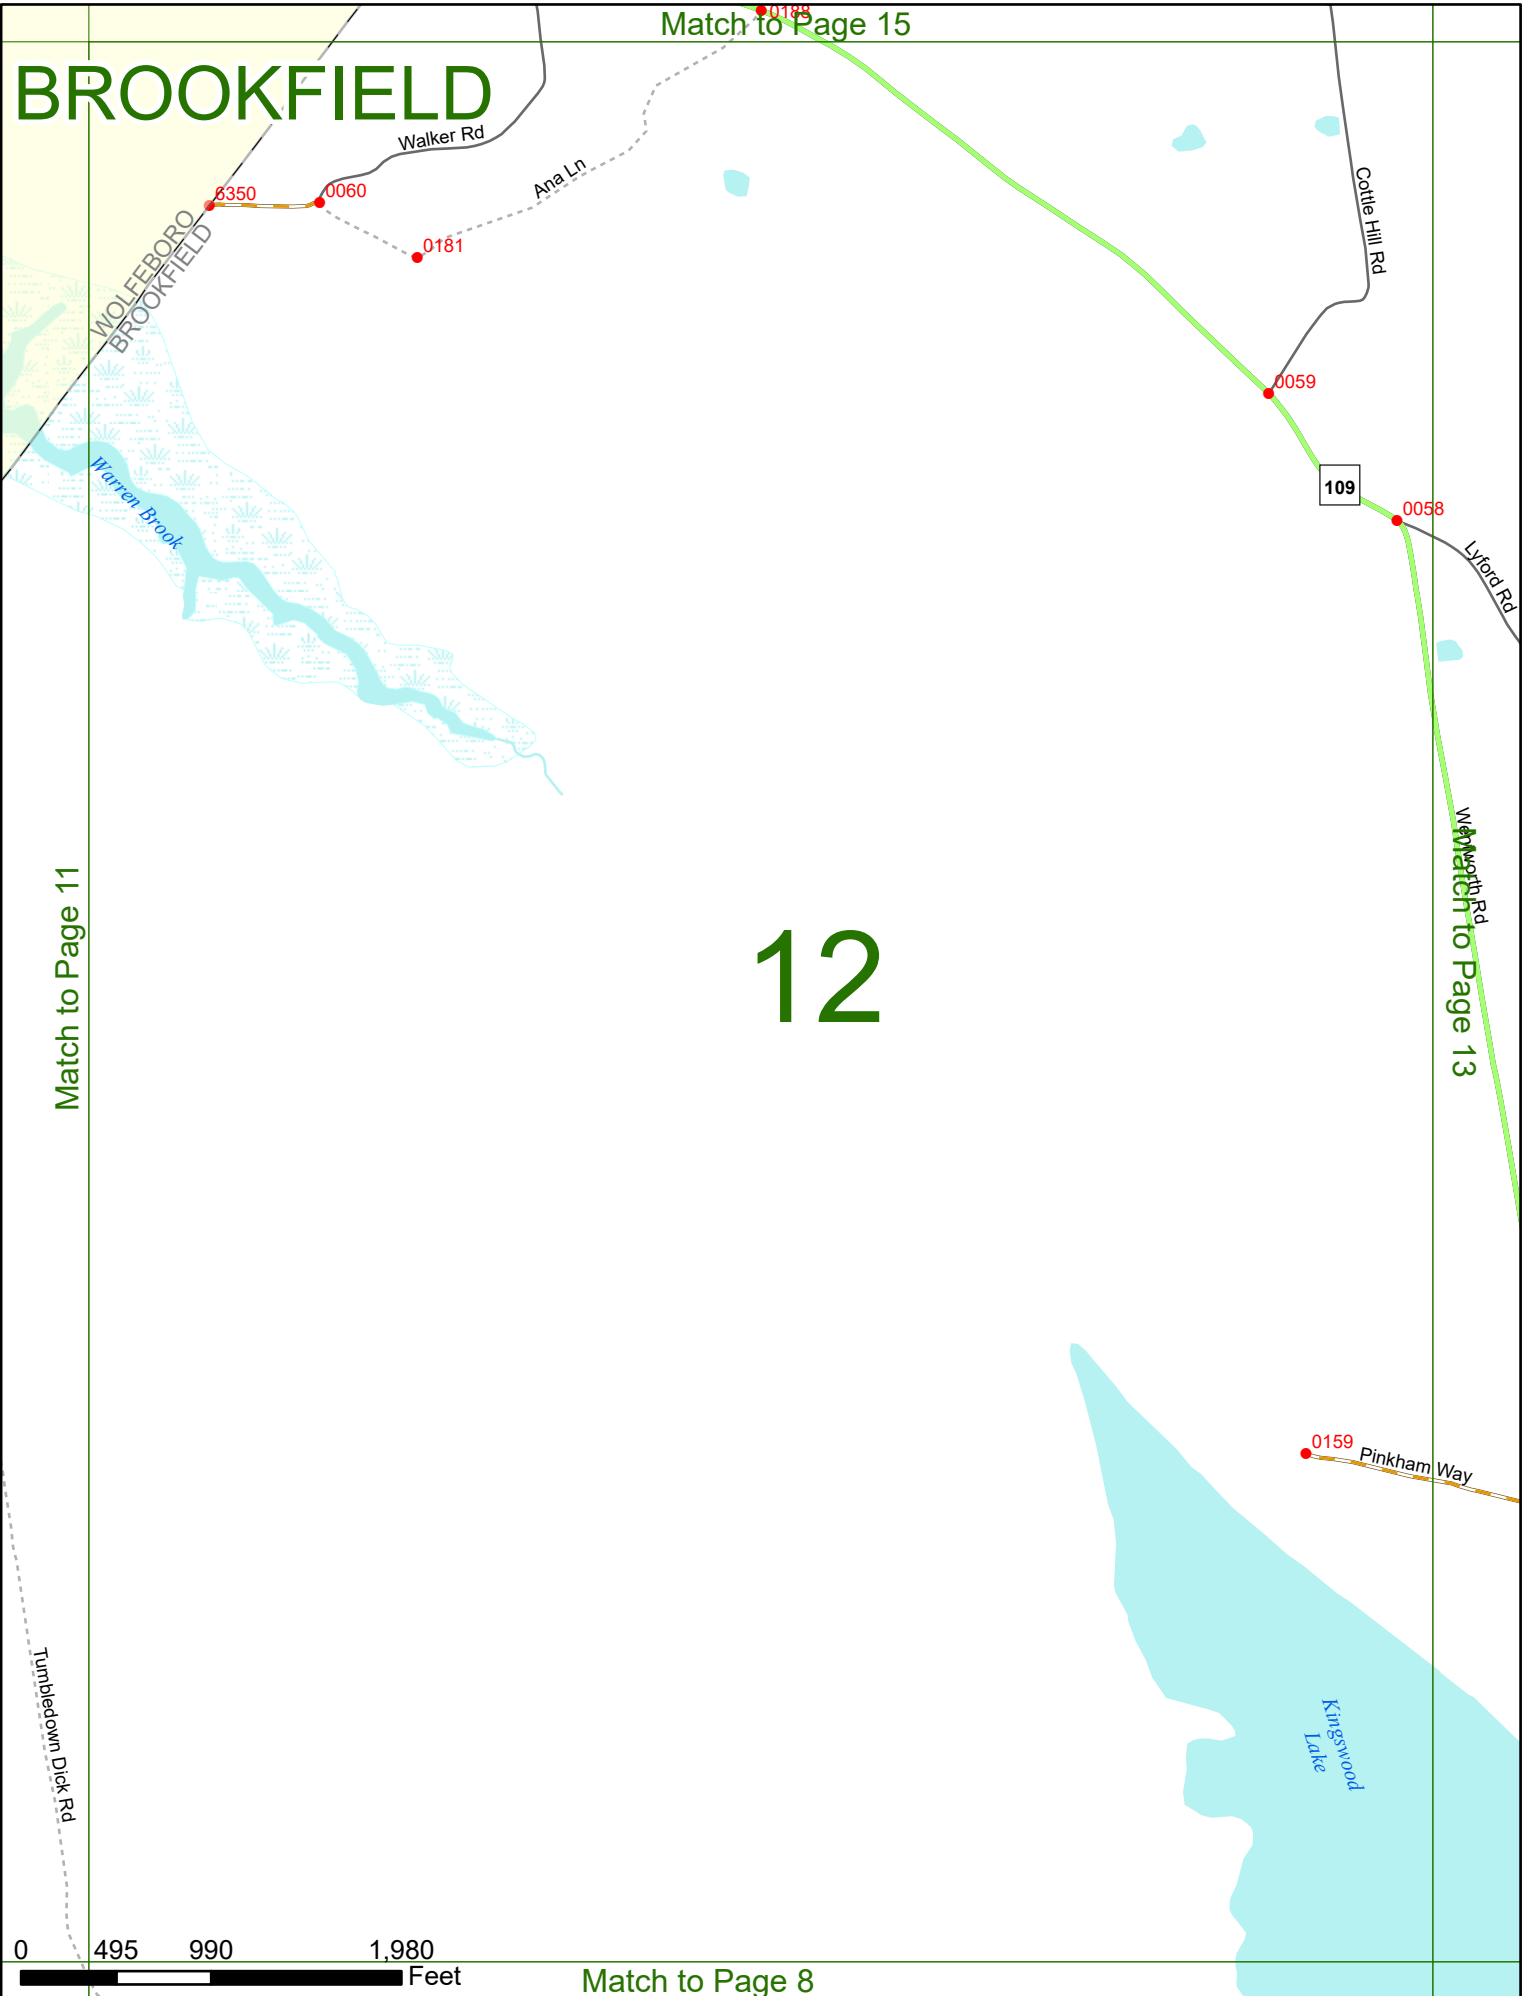 0188
Match to Page 15
BROOKFIELD
Walker Rd
Ana Ln
Cottle Hill Rd
6350
0060
0181
WOLFEBORO
BROOKFIELD
0059
109
0058
Warren Brook
Lyford Rd
Wentworth Rd
Match to Page 11
12
Match to Page 13
0159
Pinkham Way
Tumbledown Dick Rd
Kingswood
Lake
0 495 990 1,980
Feet
Match to Page 8